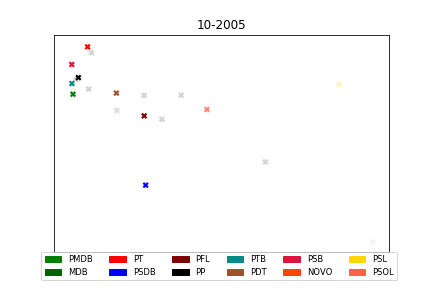 10-2005
PMDB PT PFL PTB PSB PSL
MDB PSDB PP PDT NOVO PSOL